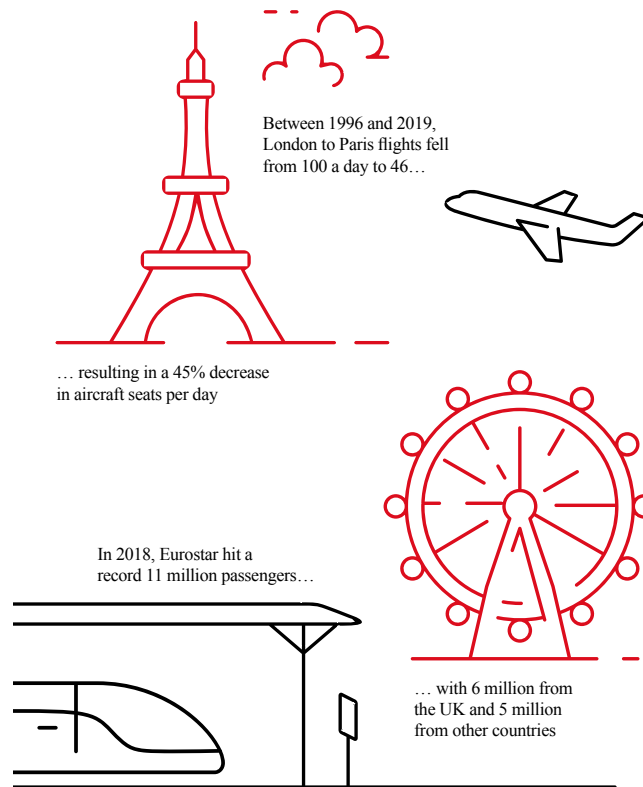 Between 1996 and 2019,
London to Paris flights fell
from 100 a day to 46…
… resulting in a 45% decrease
in aircraft seats per day
In 2018, Eurostar hit a
record 11 million passengers…
… with 6 million from
the UK and 5 million
from other countries